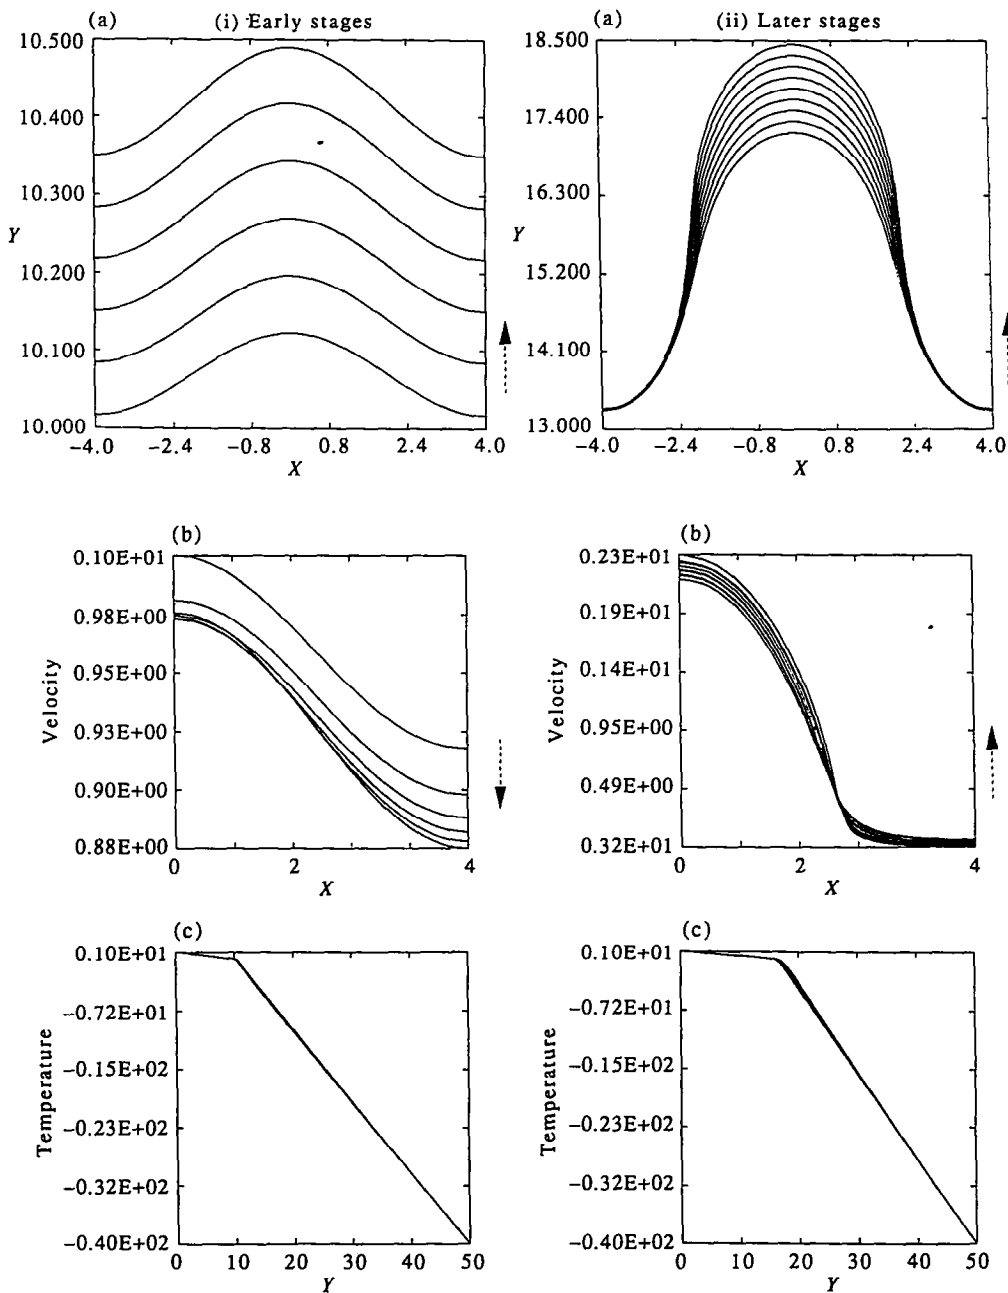 (a) (i) Early stages
10.500
10.400
10.300
Y
10.200
10.100
10.000
-4.0 -2.4 -0.8 0.8 2.4 4.0
X
(a) (ii) Later stages
18.500
17.400
16.300
Y
15.200
14.100
13.000
-4.0 -2.4 -0.8 0.8 2.4 4.0
X
(b)
0.10E+01
0.98E+00
0.95E+00
Velocity
0.93E+00
0.90E+00
0.88E+00
0 2 4
X
(b)
0.23E+01
0.19E+01
0.14E+01
Velocity
0.95E+00
0.49E+00
0.32E+01
0 2 4
X
(c)
0.10E+01
-0.72E+01
-0.15E+02
Temperature
-0.23E+02
-0.32E+02
-0.40E+02
0 10 20 30 40 50
Y
(c)
0.10E+01
-0.72E+01
-0.15E+02
Temperature
-0.23E+02
-0.32E+02
-0.40E+02
0 10 20 30 40 50
Y